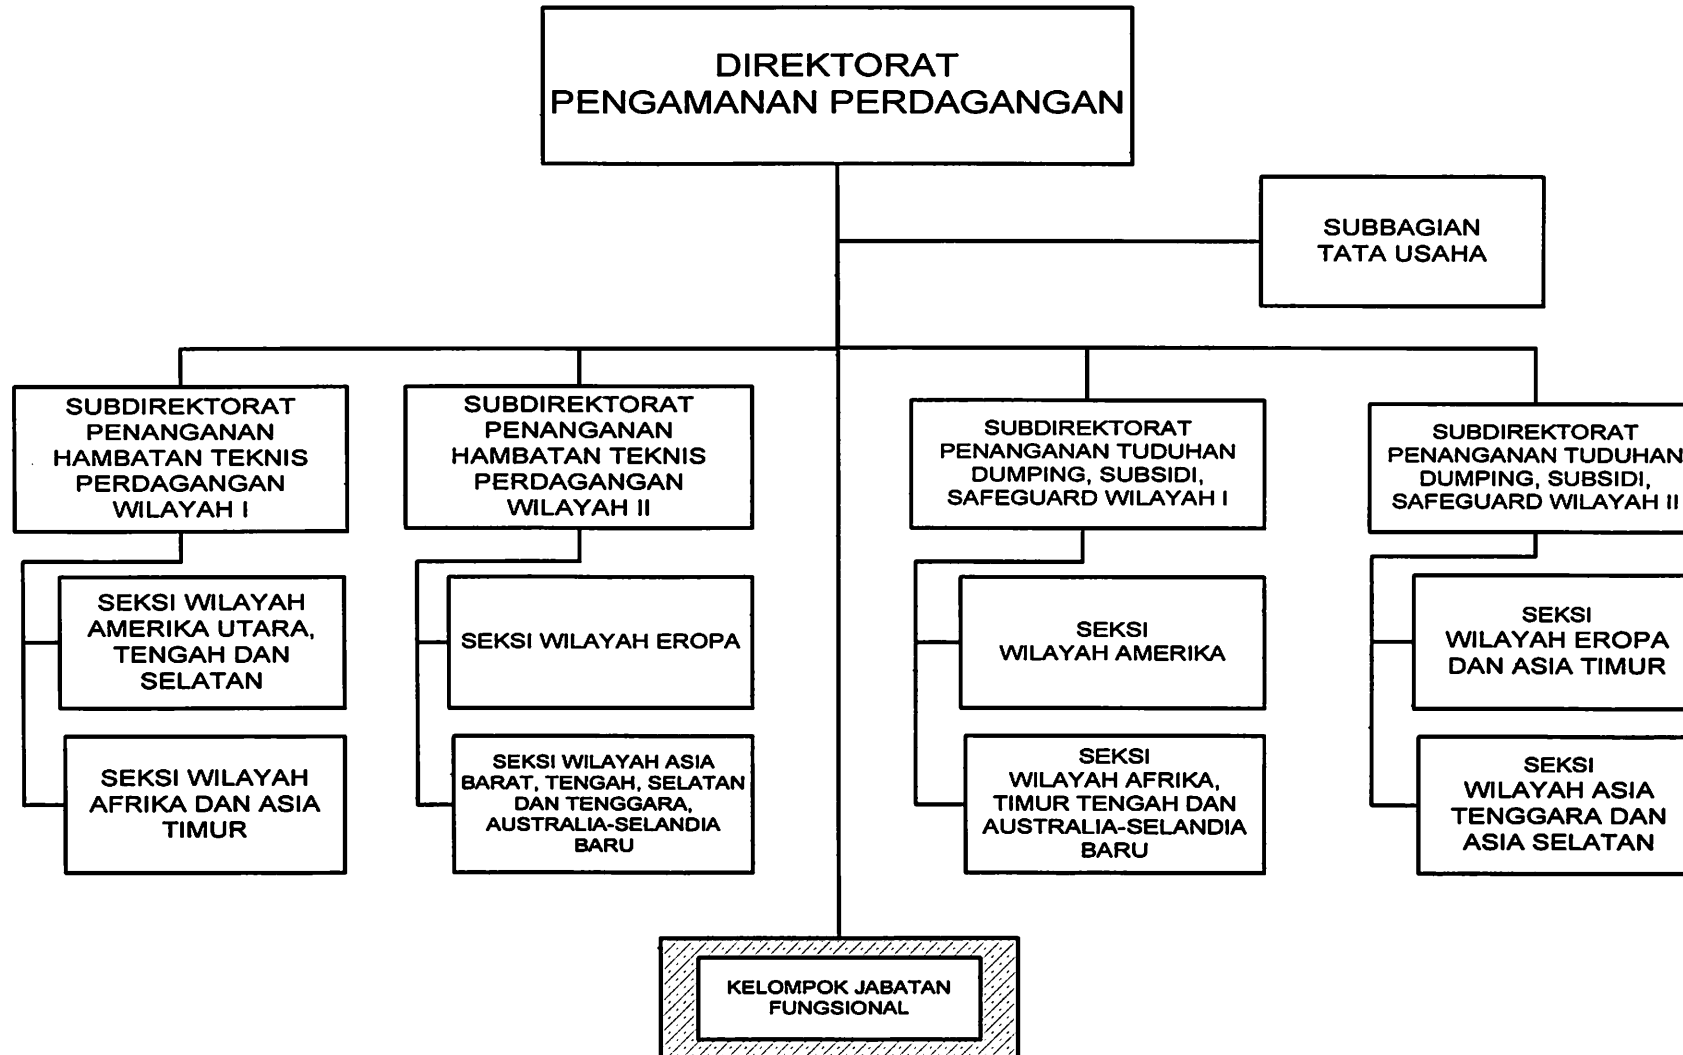 DIREKTORAT
PENGAMANAN PERDAGANGAN
SUBBAGIAN
TATA USAHA
SUBDIREKTORAT
PENANGANAN
HAMBATAN TEKNIS
PERDAGANGAN
WILAYAH I
SEKSI WILAYAH
AMERIKA UTARA,
TENGAH DAN
SELATAN
SEKSI WILAYAH
AFRIKA DAN ASIA
TIMUR
SUBDIREKTORAT
PENANGANAN
HAMBATAN TEKNIS
PERDAGANGAN
WILAYAH II
SEKSI WILAYAH EROPA
SEKSI WILAYAH ASIA
BARAT, TENGAH, SELATAN
DAN TENGGARA,
AUSTRALIA-SELANDIA
BARU
SUBDIREKTORAT
PENANGANAN TUDUHAN
DUMPING, SUBSIDI,
SAFEGUARD WILAYAH I
SEKSI
WILAYAH AMERIKA
SEKSI
WILAYAH AFRIKA,
TIMUR TENGAH DAN
AUSTRALIA-SELANDIA
BARU
SUBDIREKTORAT
PENANGANAN TUDUHAN
DUMPING, SUBSIDI,
SAFEGUARD WILAYAH II
SEKSI
WILAYAH EROPA
DAN ASIA TIMUR
SEKSI
WILAYAH ASIA
TENGGARA DAN
ASIA SELATAN
KELOMPOK JABATAN
FUNGSIONAL